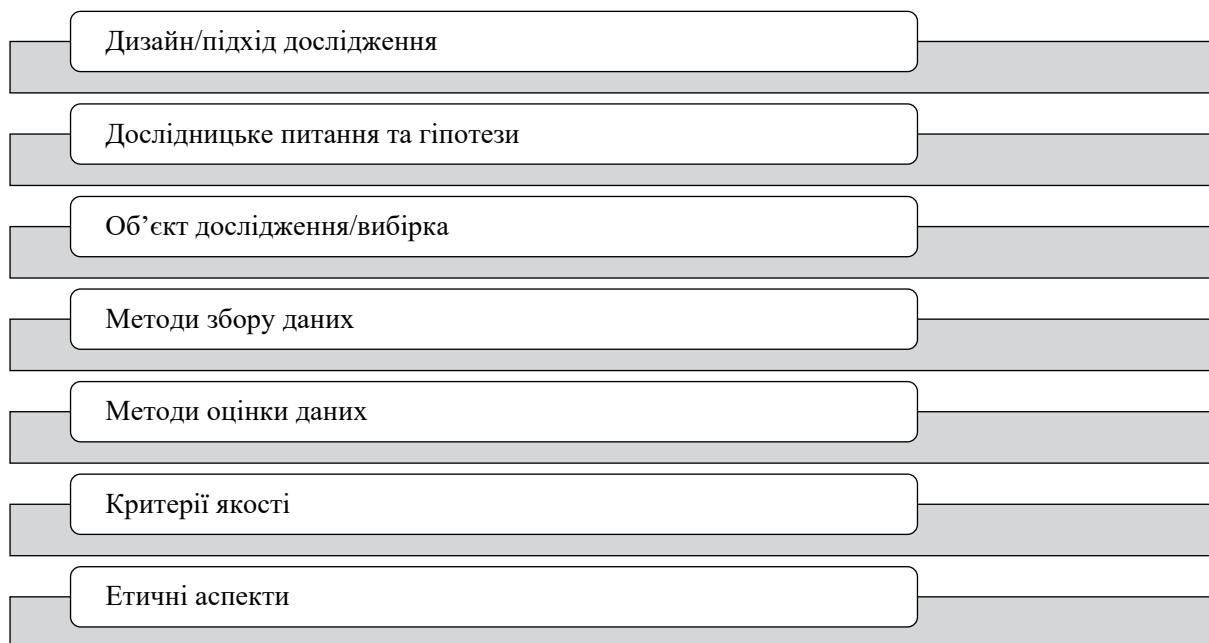 Дизайн/підхід дослідження
Дослідницьке питання та гіпотези
Об’єкт дослідження/вибірка
Методи збору даних
Методи оцінки даних
Критерії якості
Етичні аспекти